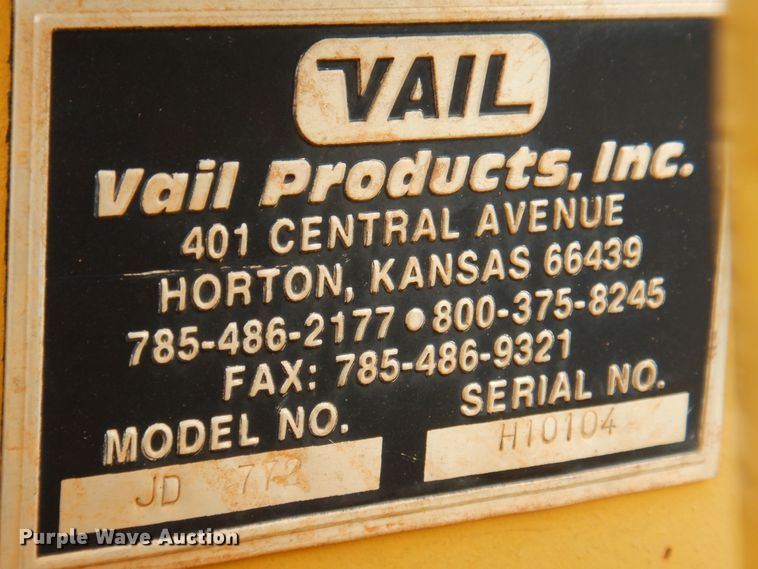 VAIL
Vail Products, Inc.
401 CENTRAL AVENUE
HORTON, KANSAS 66439
785-486-2177 • 800-375-8245
FAX: 785-486-9321
MODEL NO. SERIAL NO.
JD 772 H10104
Purple Wave Auction